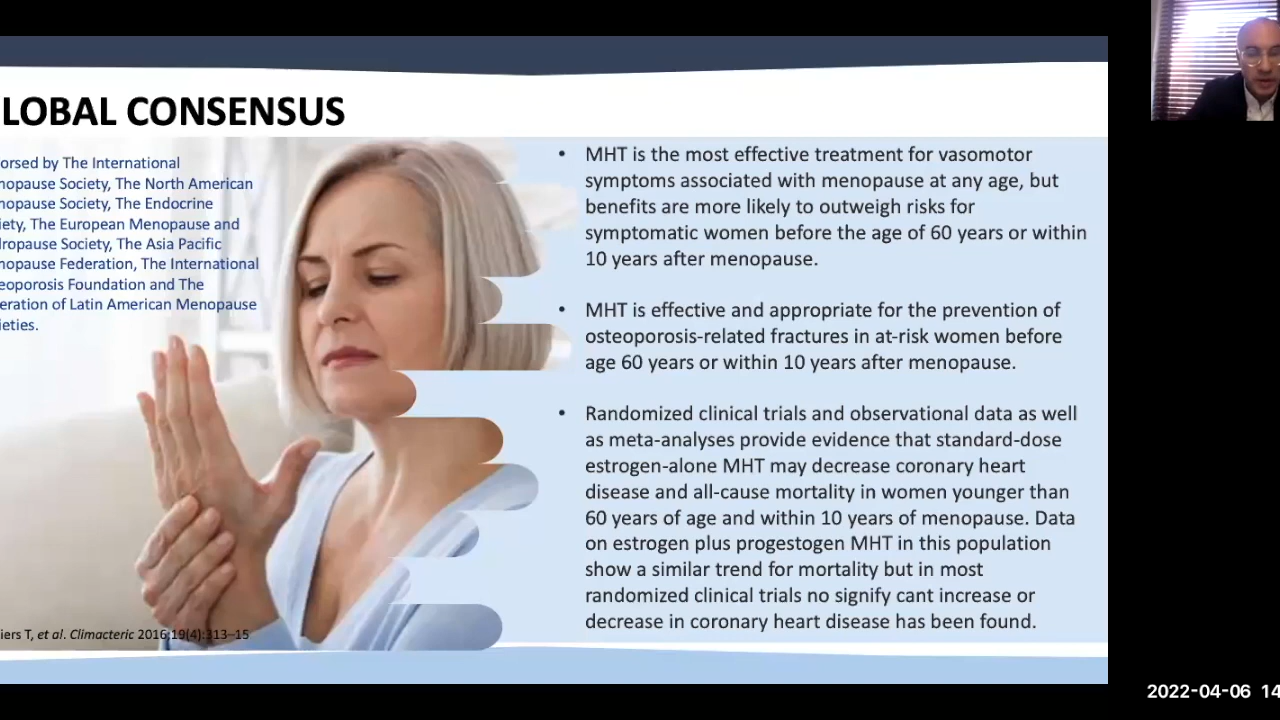 LOBAL CONSENSUS
orsed by The International
nopause Society, The North American
nopause Society, The Endocrine
iety, The European Menopause and
lropause Society, The Asia Pacific
nopause Federation, The International
eoporosis Foundation and The
eration of Latin American Menopause
ieties.
iers T, et al. Climacteric 2016;19(4):313–15
• MHT is the most effective treatment for vasomotor
symptoms associated with menopause at any age, but
benefits are more likely to outweigh risks for
symptomatic women before the age of 60 years or within
10 years after menopause.
• MHT is effective and appropriate for the prevention of
osteoporosis-related fractures in at-risk women before
age 60 years or within 10 years after menopause.
• Randomized clinical trials and observational data as well
as meta-analyses provide evidence that standard-dose
estrogen-alone MHT may decrease coronary heart
disease and all-cause mortality in women younger than
60 years of age and within 10 years of menopause. Data
on estrogen plus progestogen MHT in this population
show a similar trend for mortality but in most
randomized clinical trials no signify cant increase or
decrease in coronary heart disease has been found.
2022-04-06 14